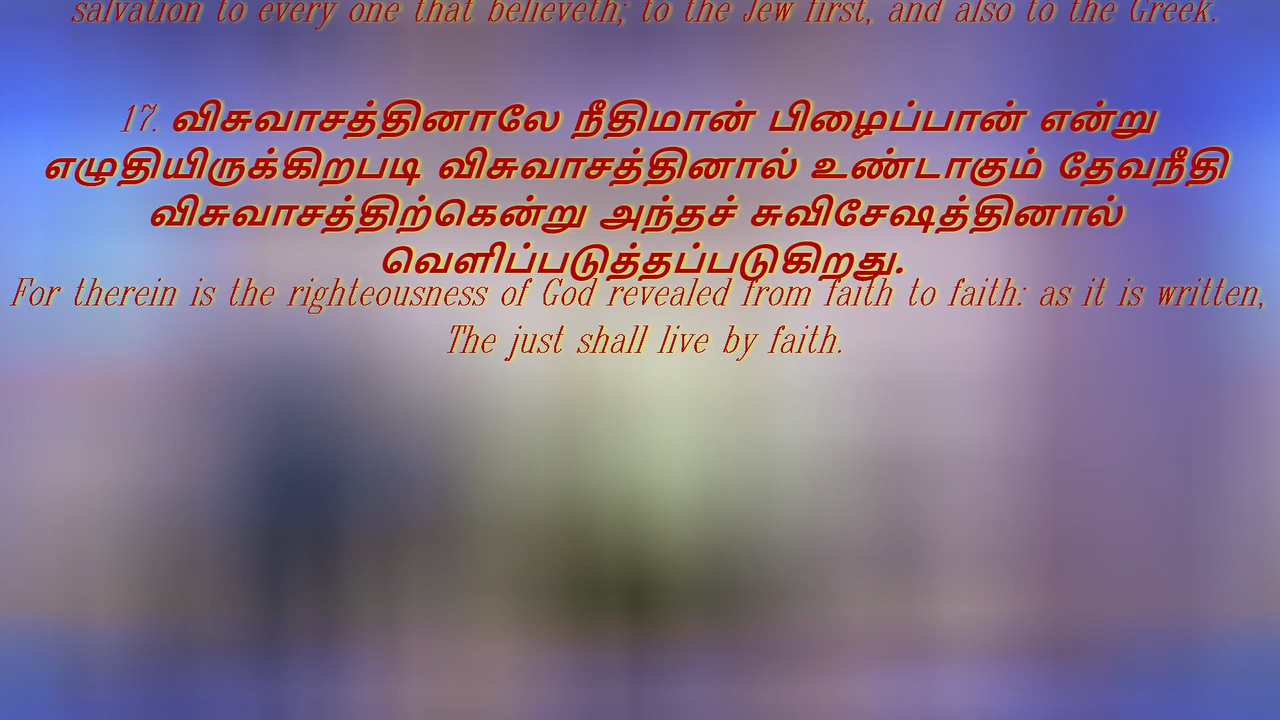 salvation to every one that believeth; to the Jew first, and also to the Greek.
17. விசுவாசத்தினாலே நீதிமான் பிழைப்பான் என்று
எழுதியிருக்கிறபடி விசுவாசத்தினால் உண்டாகும் தேவநீதி
விசுவாசத்திற்கென்று அந்தச் சுவிசேஷத்தினால்
வெளிப்படுத்தப்படுகிறது.
For therein is the righteousness of God revealed from faith to faith: as it is written,
The just shall live by faith.